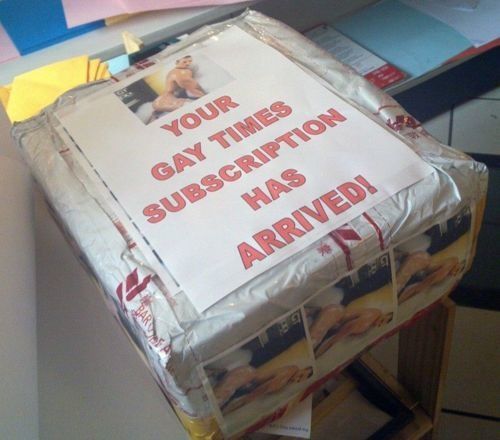 YOUR
GAY TIMES
SUBSCRIPTION
HAS
ARRIVED!